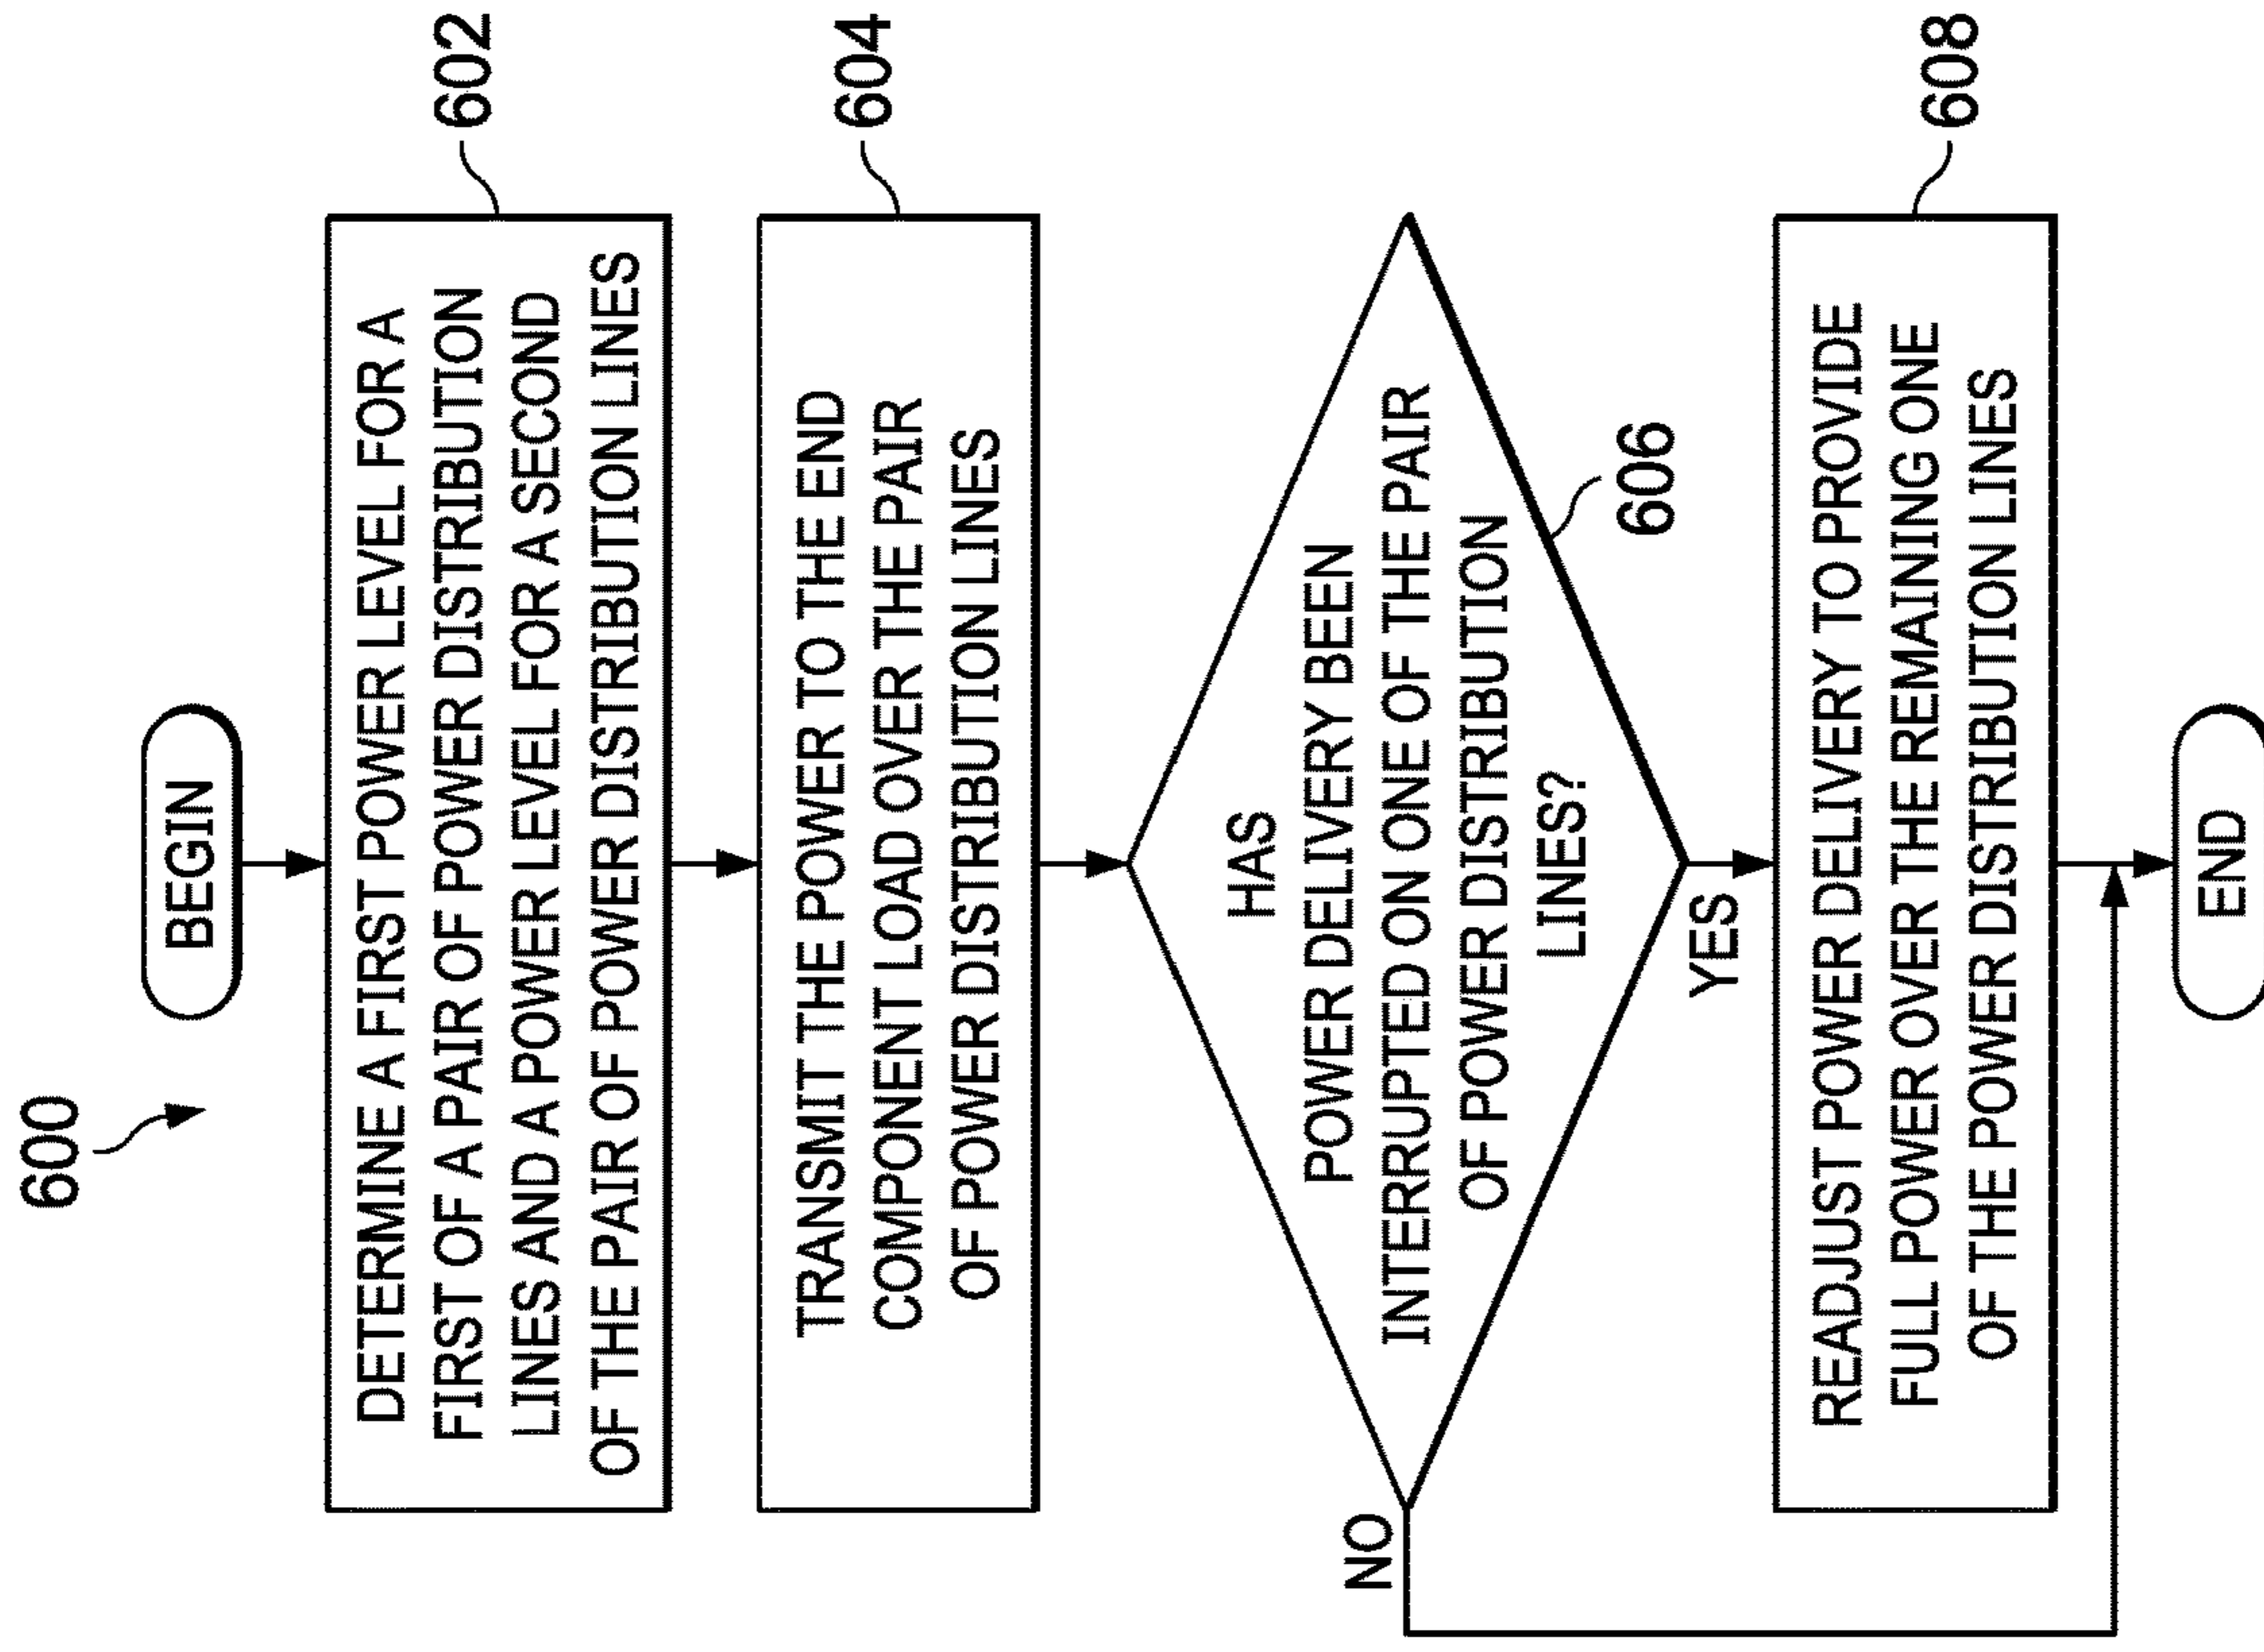 600
BEGIN
DETERMINE A FIRST POWER LEVEL FOR A
FIRST OF A PAIR OF POWER DISTRIBUTION
LINES AND A POWER LEVEL FOR A SECOND
OF THE PAIR OF POWER DISTRIBUTION LINES
602
TRANSMIT THE POWER TO THE END
COMPONENT LOAD OVER THE PAIR
OF POWER DISTRIBUTION LINES
604
HAS
POWER DELIVERY BEEN
INTERRUPTED ON ONE OF THE PAIR
OF POWER DISTRIBUTION
LINES?
606
NO
YES
READJUST POWER DELIVERY TO PROVIDE
FULL POWER OVER THE REMAINING ONE
OF THE POWER DISTRIBUTION LINES
608
END